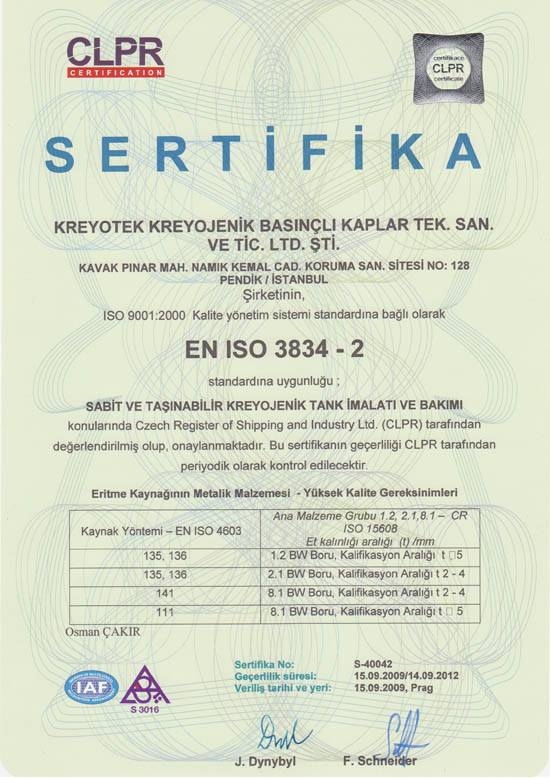 CLPR
CERTIFICATION
certifikace
CLPR
certificate
SERTİFİKA
KREYOTEK KREYOJENİK BASINÇLI KAPLAR TEK. SAN.
VE TİC. LTD. ŞTİ.
KAVAK PINAR MAH. NAMIK KEMAL CAD. KORUMA SAN. SİTESİ NO: 128
PENDİK / İSTANBUL
Şirketinin,
ISO 9001:2000 Kalite yönetim sistemi standardına bağlı olarak
EN ISO 3834 - 2
standardına uygunluğu ;
SABİT VE TAŞINABİLİR KREYOJENİK TANK İMALATI VE BAKIMI
konularında Czech Register of Shipping and Industry Ltd. (CLPR) tarafından
değerlendirilmiş olup, onaylanmaktadır. Bu sertifikanın geçerliliği CLPR tarafından
periyodik olarak kontrol edilecektir.
Eritme Kaynağının Metalik Malzemesi - Yüksek Kalite Gereksinimleri
Kaynak Yöntemi – EN ISO 4603
Ana Malzeme Grubu 1.2, 2.1,8.1 – CR
ISO 15608
Et kalınlığı aralığı (t) /mm
135, 136 1.2 BW Boru, Kalifikasyon Aralığı t □5
135, 136 2.1 BW Boru, Kalifikasyon Aralığı t 2 - 4
141 8.1 BW Boru, Kalifikasyon Aralığı t 2 - 4
111 8.1 BW Boru, Kalifikasyon Aralığı t □ 5
Osman ÇAKIR
IAF
S 3016
Sertifika No: S-40042
Geçerlilik süresi: 15.09.2009/14.09.2012
Veriliş tarihi ve yeri: 15.09.2009, Prag
J. Dynybyl F. Schneider